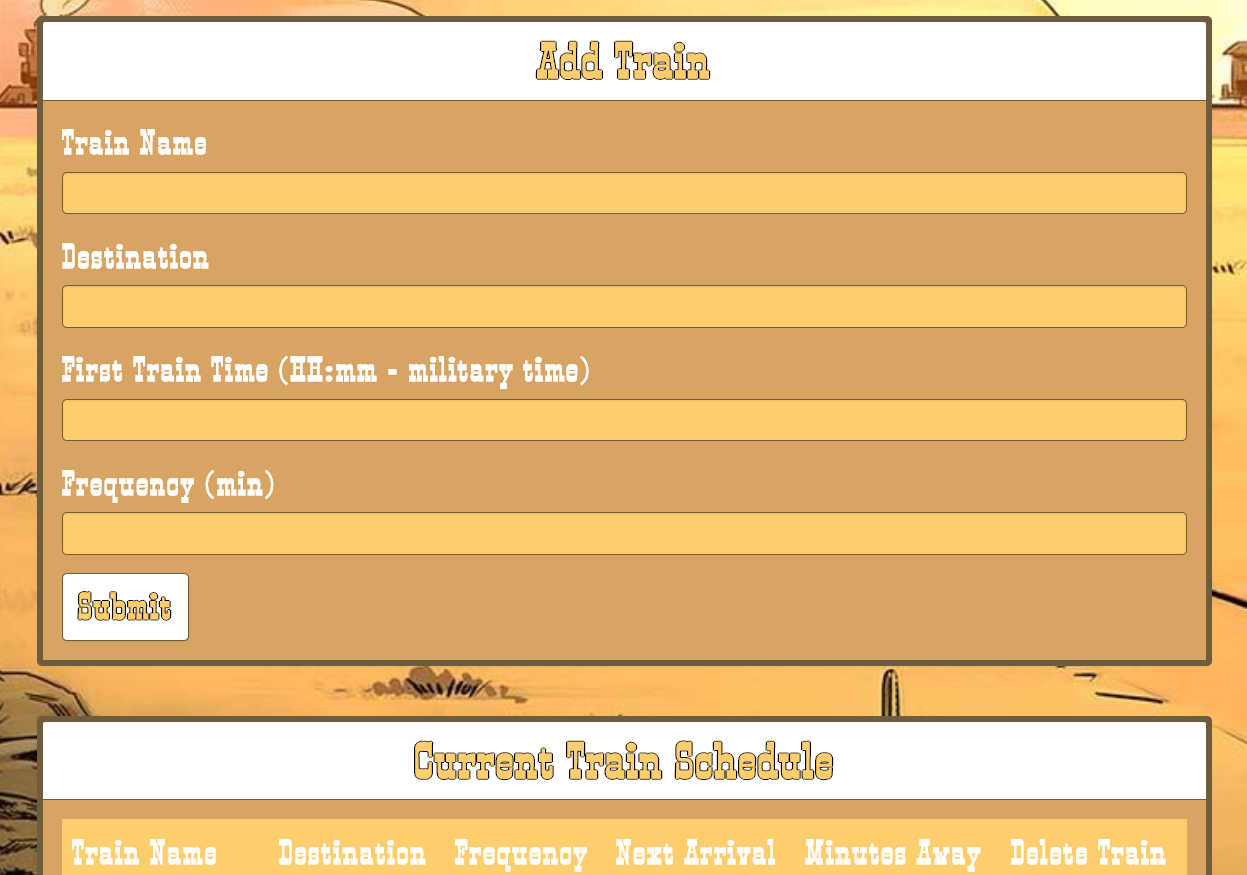 Add Train
Train Name
Destination
First Train Time (HH:mm - military time)
Frequency (min)
Submit
Current Train Schedule
Train Name Destination Frequency Next Arrival Minutes Away Delete Train